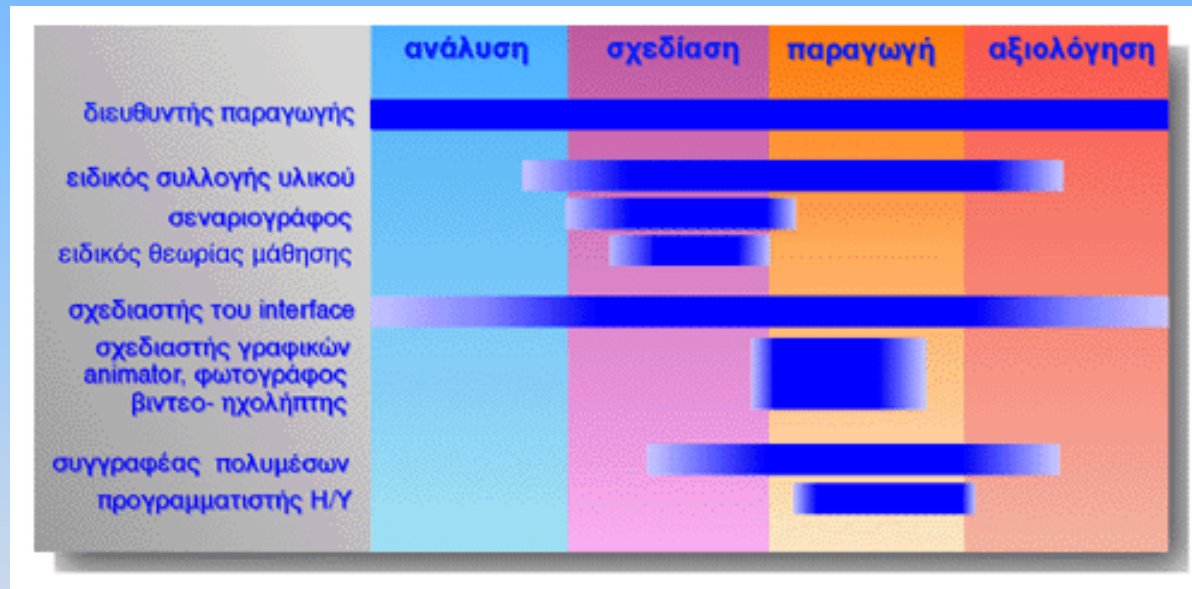 ανάλυση σχεδίαση παραγωγή αξιολόγηση
διευθυντής παραγωγής
ειδικός συλλογής υλικού
σεναριογράφος
ειδικός θεωρίας μάθησης
σχεδιαστής του interface
σχεδιαστής γραφικών
animator, φωτογράφος
βιντεο- ηχολήπτης
συγγραφέας πολυμέσων
προγραμματιστής Η/Υ